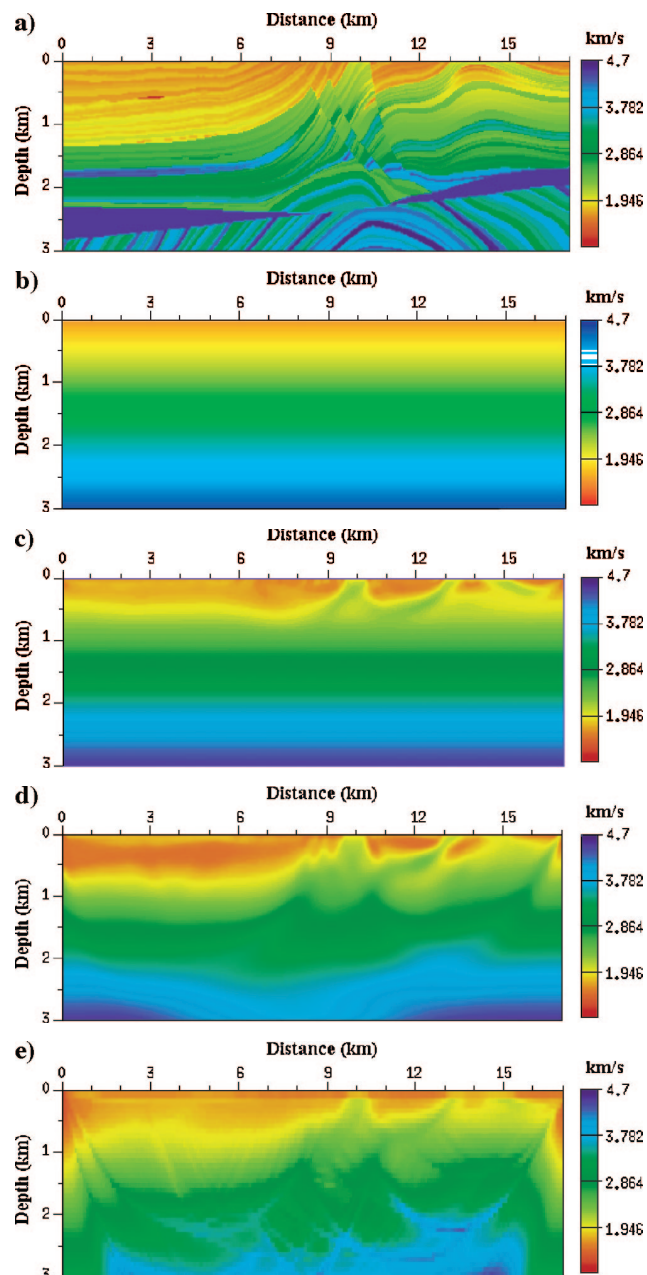 a)
Distance (km)
0 3 6 9 12 15
km/s
Depth (km)
0
1
2
3
4.7
3.782
2.864
1.946
b)
Distance (km)
0 3 6 9 12 15
km/s
Depth (km)
0
1
2
3
4.7
3.782
2.864
1.946
c)
Distance (km)
0 3 6 9 12 15
km/s
Depth (km)
0
1
2
3
4.7
3.782
2.864
1.946
d)
Distance (km)
0 3 6 9 12 15
km/s
Depth (km)
0
1
2
3
4.7
3.782
2.864
1.946
e)
Distance (km)
0 3 6 9 12 15
km/s
Depth (km)
0
1
2
4.7
3.782
2.864
1.946